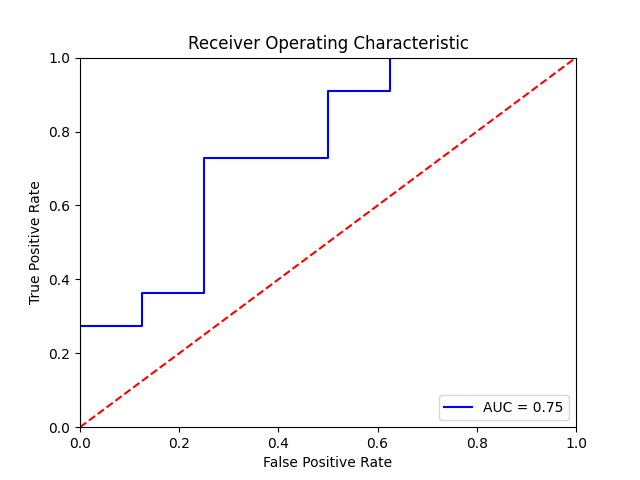 Receiver Operating Characteristic
1.0
0.8
0.6
0.4
0.2
0.0
True Positive Rate
AUC = 0.75
0.0 0.2 0.4 0.6 0.8 1.0
False Positive Rate